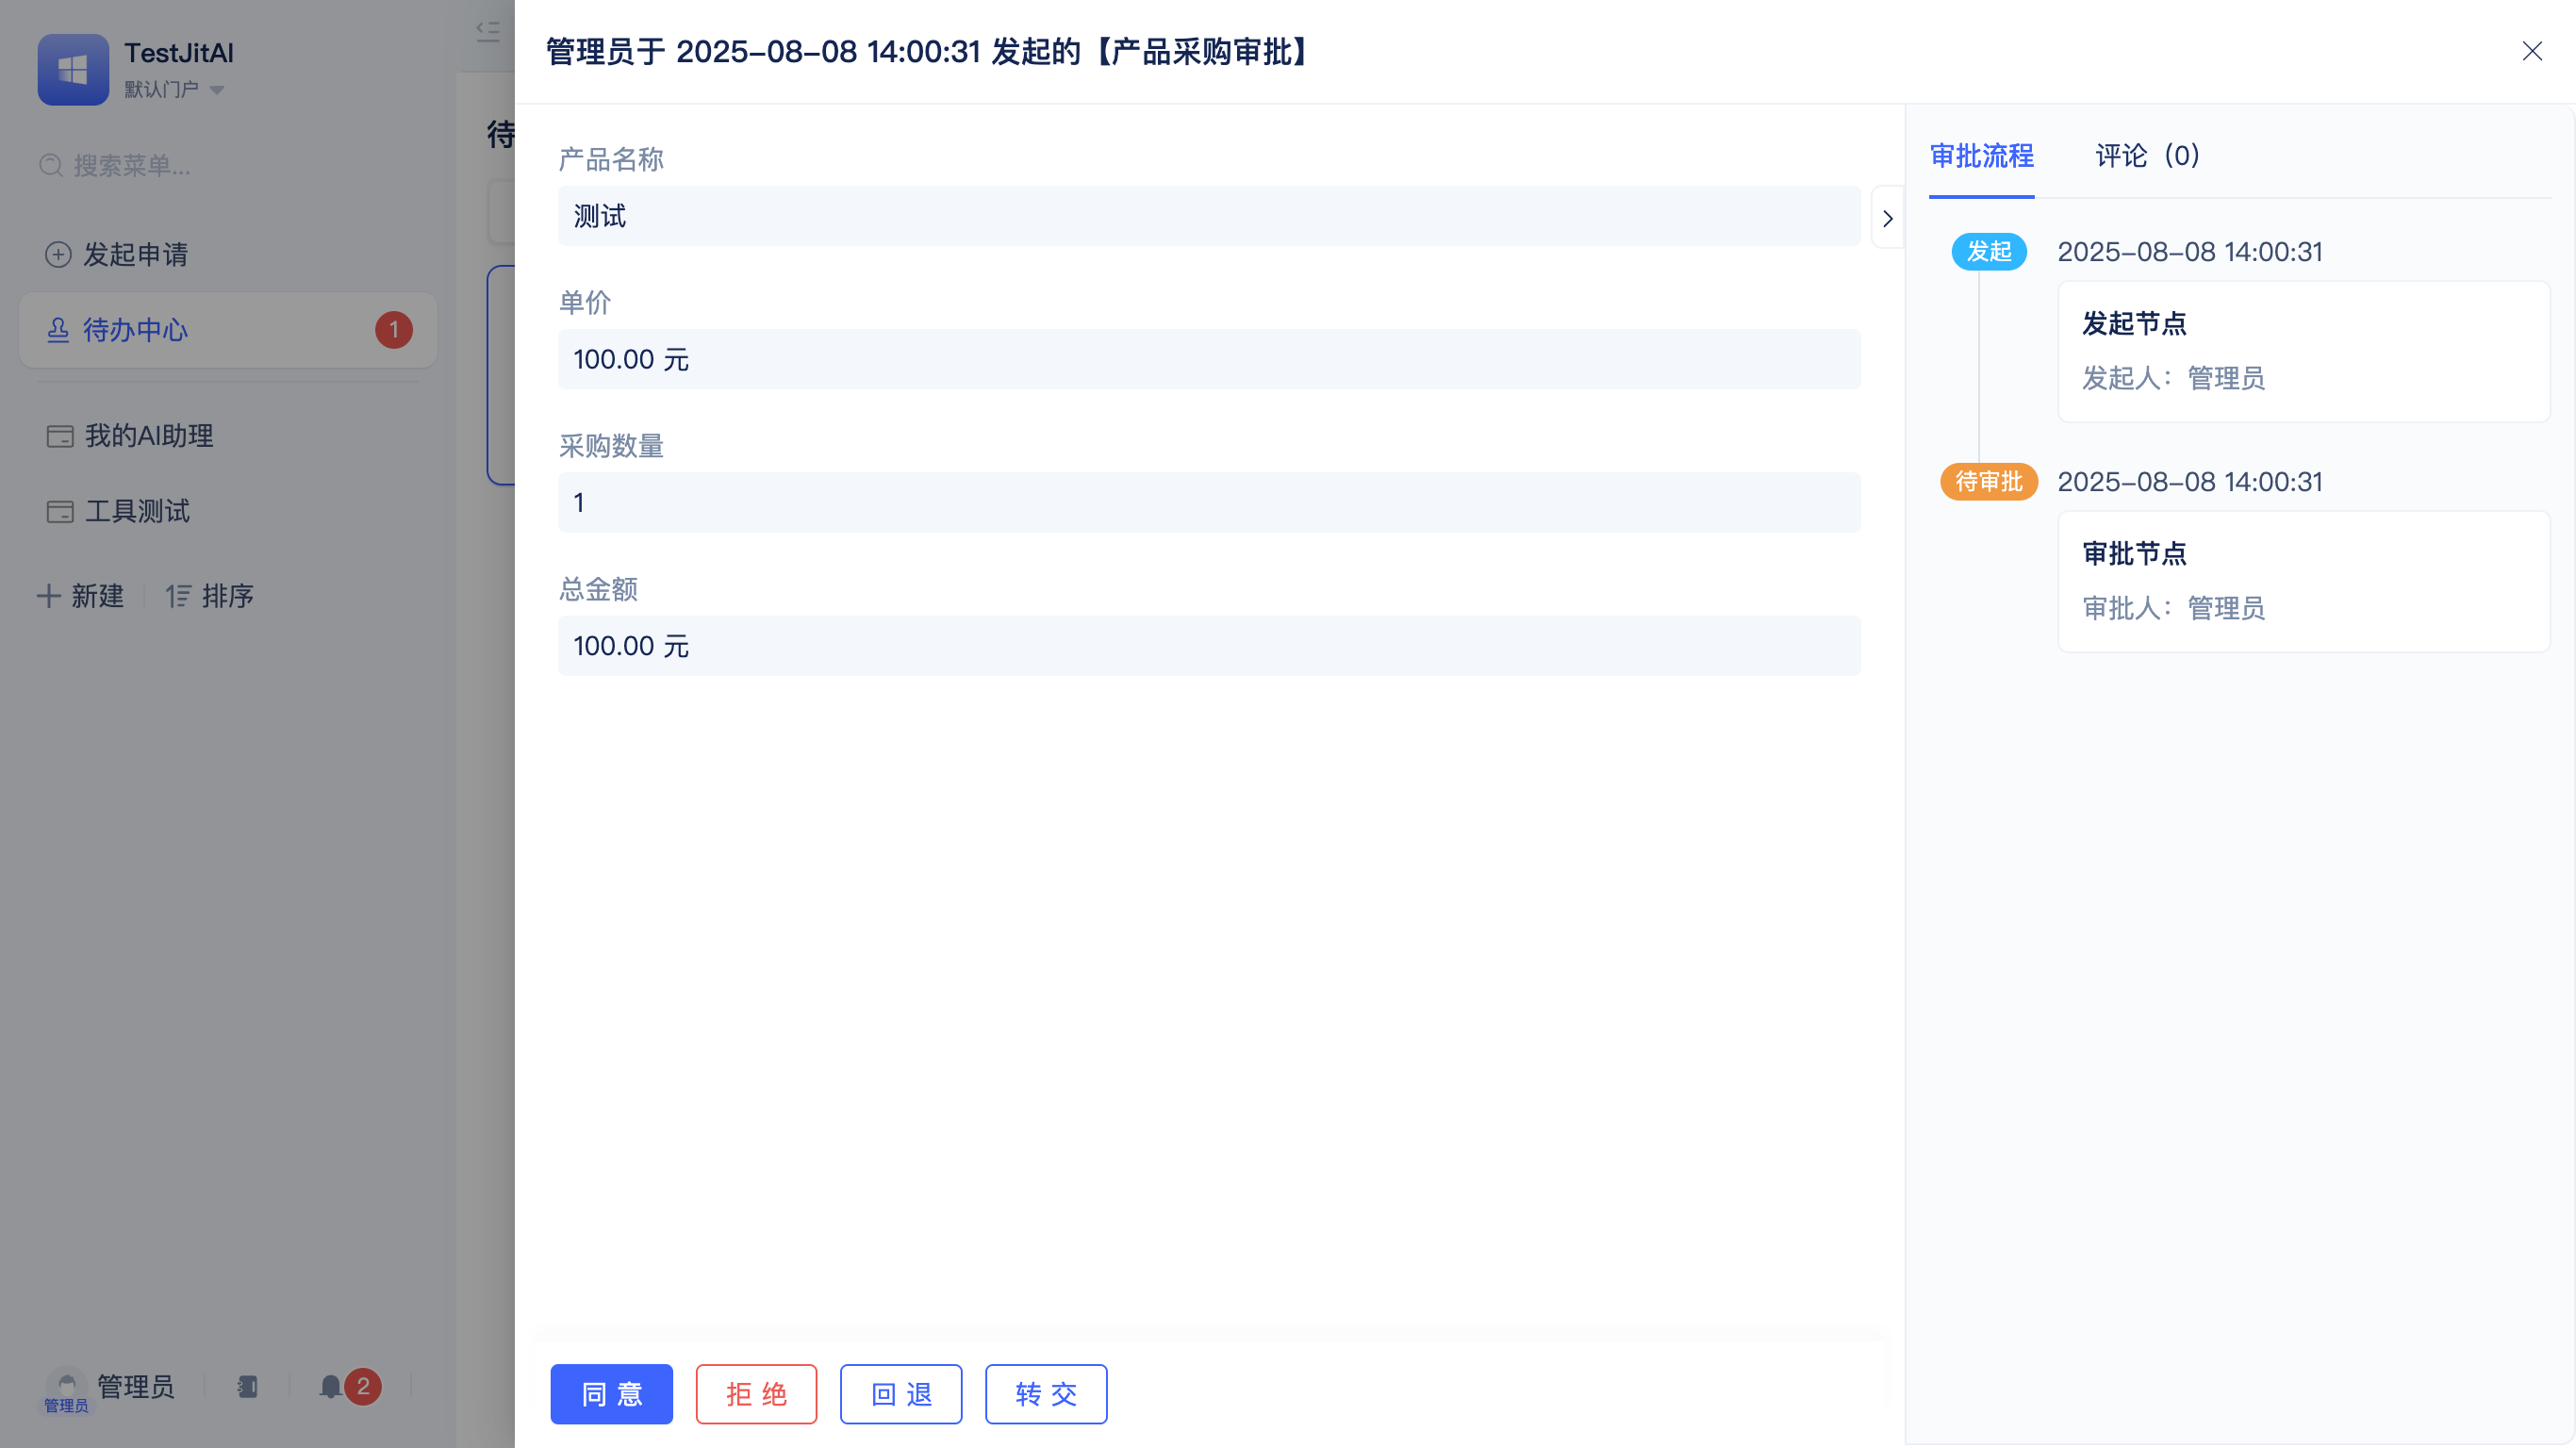 TestJitAI
默认门户
搜索菜单...
发起申请
待办中心
1
我的AI助理
工具测试
新建
排序
管理员
管理员
2
待
管理员于 2025-08-08 14:00:31 发起的【产品采购审批】
产品名称
测试
单价
100.00 元
采购数量
1
总金额
100.00 元
同意
拒绝
回退
转交
审批流程
评论 (0)
发起
2025-08-08 14:00:31
发起节点
发起人：管理员
待审批
2025-08-08 14:00:31
审批节点
审批人：管理员